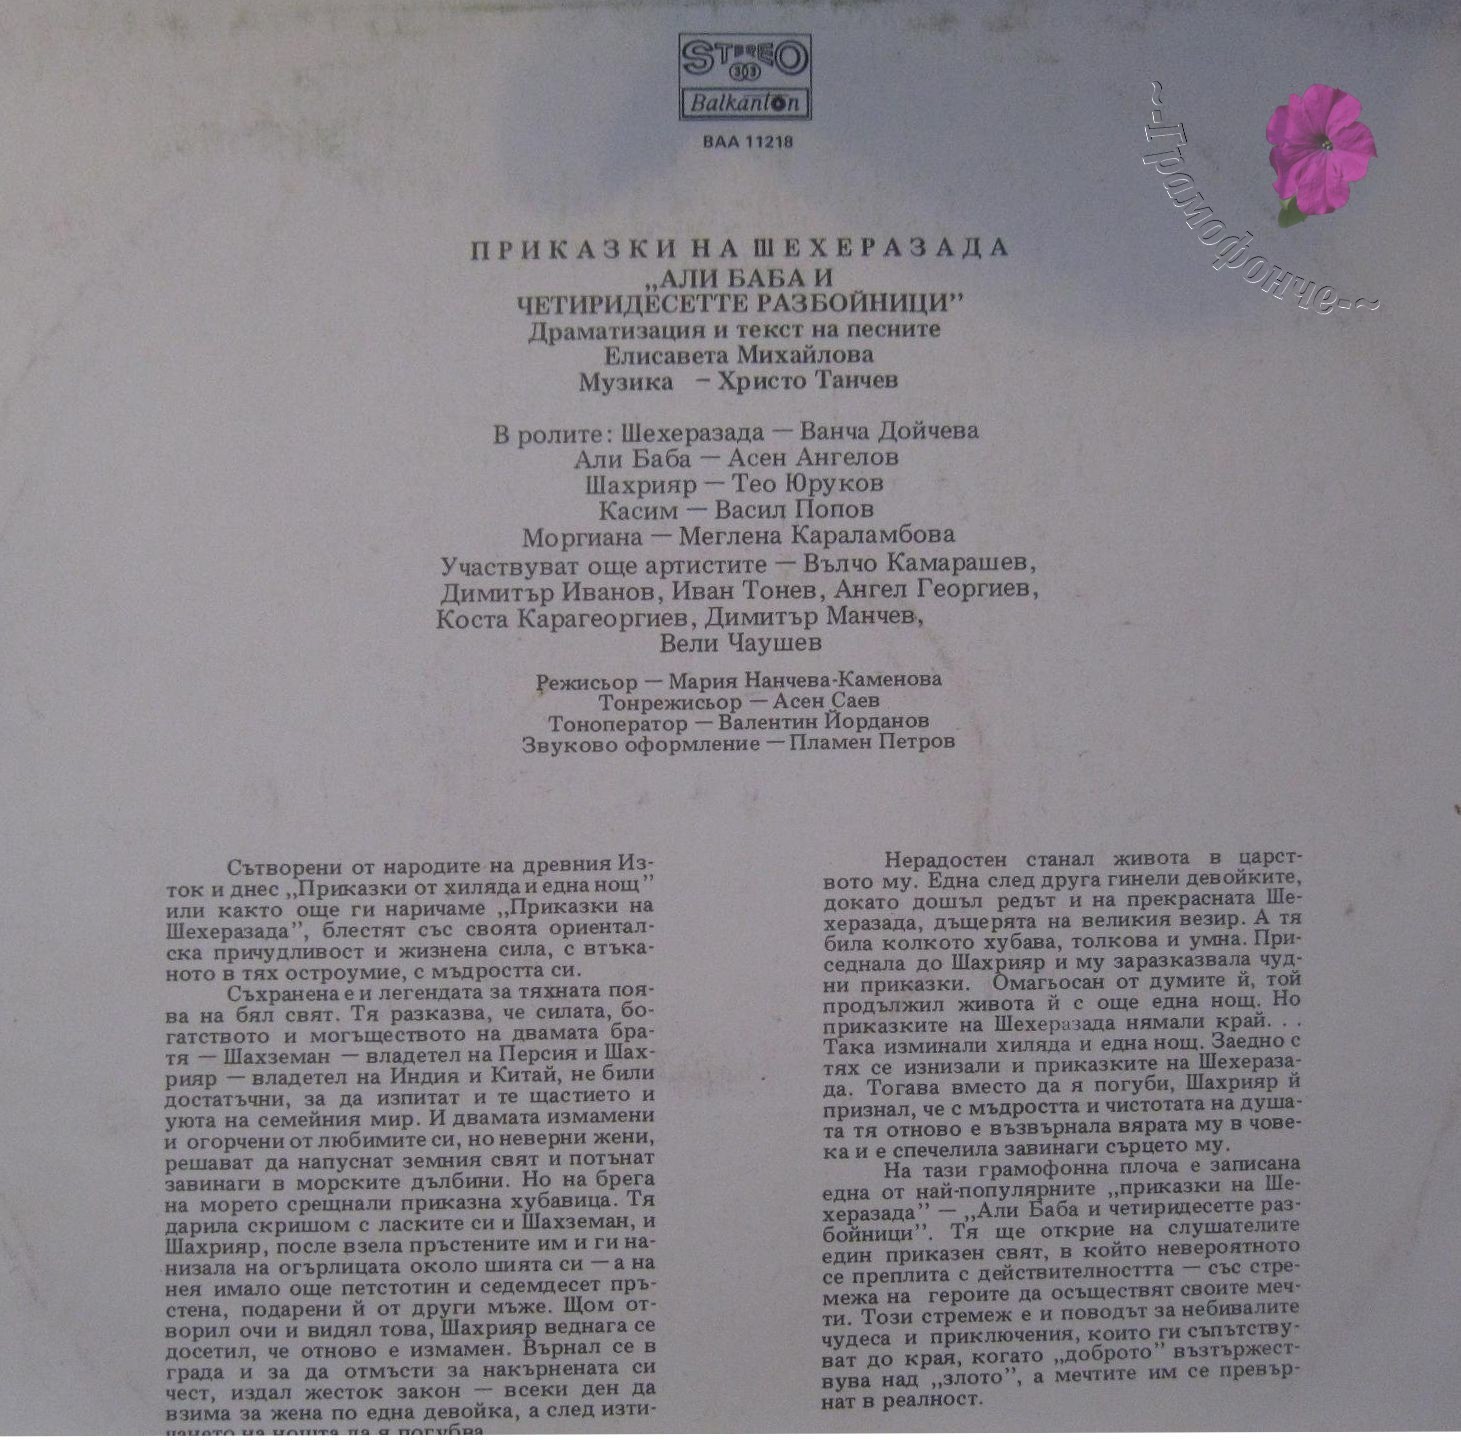 STEREO
303
Balkanton
ВАА 11218
~-Грамофонче-~
ПРИКАЗКИ НА ШЕХЕРАЗАДА
„АЛИ БАБА И
ЧЕТИРИДЕСЕТТЕ РАЗБОЙНИЦИ”
Драматизация и текст на песните
Елисавета Михайлова
Музика – Христо Танчев
В ролите: Шехеразада — Ванча Дойчева
Али Баба — Асен Ангелов
Шахрияр — Тео Юруков
Касим — Васил Попов
Моргиана — Меглена Караламбова
Участвуват още артистите — Вълчо Камарашев,
Димитър Иванов, Иван Тонев, Ангел Георгиев,
Коста Карагеоргиев, Димитър Манчев,
Вели Чаушев
Режисьор — Мария Нанчева-Каменова
Тонрежисьор — Асен Саев
Тоноператор — Валентин Йорданов
Звуково оформление — Пламен Петров
Сътворени от народите на древния Из-
ток и днес „Приказки от хиляда и една нощ”
или както още ги наричаме „Приказки на
Шехеразада”, блестят със своята ориентал-
ска причудливост и жизнена сила, с втъка-
ното в тях остроумие, с мъдростта си.
Съхранена е и легендата за тяхната поя-
ва на бял свят. Тя разказва, че силата, бо-
гатството и могъществото на двамата бра-
тя — Шахземан — владетел на Персия и Шах-
рияр — владетел на Индия и Китай, не били
достатъчни, за да изпитат и те щастието и
уюта на семейния мир. И двамата измамени
и огорчени от любимите си, но неверни жени,
решават да напуснат земния свят и потънат
завинаги в морските дълбини. Но на брега
на морето срещнали приказна хубавица. Тя
дарила скришом с ласките си и Шахземан, и
Шахрияр, после взела пръстените им и ги на-
низала на огърлицата около шията си — а на
нея имало още петстотин и седемдесет пръ-
стена, подарени й от други мъже. Щом от-
ворил очи и видял това, Шахрияр веднага се
досетил, че отново е измамен. Върнал се в
града и за да отмъсти за накърнената си
чест, издал жесток закон — всеки ден да
взима за жена по една девойка, а след изти-
чането на нощта да я погубва
Нерадостен станал живота в царст-
вото му. Една след друга гинели девойките,
докато дошъл редът и на прекрасната Ше-
херазада, дъщерята на великия везир. А тя
била колкото хубава, толкова и умна. При-
седнала до Шахрияр и му заразказвала чуд-
ни приказки. Омагьосан от думите й, той
продължил живота й с още една нощ. Но
приказките на Шехеразада нямали край. . .
Така изминали хиляда и една нощ. Заедно с
тях се изнизали и приказките на Шехераза-
да. Тогава вместо да я погуби, Шахрияр й
признал, че с мъдростта и чистотата на душа-
та тя отново е възвърнала вярата му в чове-
ка и е спечелила завинаги сърцето му.
На тази грамофонна плоча е записана
една от най-популярните „приказки на Ше-
херазада” — „Али Баба и четиридесетте раз-
бойници”. Тя ще открие на слушателите
един приказен свят, в който невероятното
се преплита с действителносттта — със стре-
межа на героите да осъществят своите меч-
ти. Този стремеж е и поводът за небивалите
чудеса и приключения, които ги съпътству-
ват до края, когато „доброто” възтържест-
вува над „злото”, а мечтите им се превър-
нат в реалност.